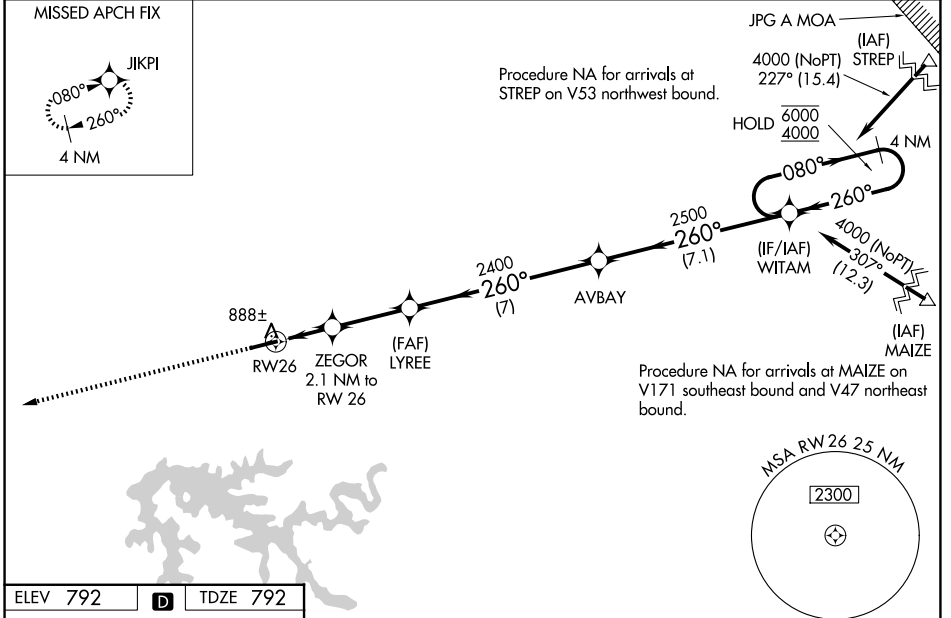 MISSED APCH FIX
JIKPI
080°
260°
4 NM
JPG A MOA
(IAF)
STREP
4000 (NoPT)
227° (15.4)
Procedure NA for arrivals at
STREP on V53 northwest bound.
HOLD 6000
4000
4 NM
080°
260°
2500
260°
(7.1)
(IF/IAF)
WITAM
4000 (NoPT)
307°
(12.3)
(IAF)
MAIZE
2400
260°
(7)
AVBAY
888±
RW26
ZEGOR
2.1 NM to
RW 26
(FAF)
LYREE
Procedure NA for arrivals at MAIZE on
V171 southeast bound and V47 northeast
bound.
MSA RW 26 25 NM
2300
ELEV 792 D TDZE 792